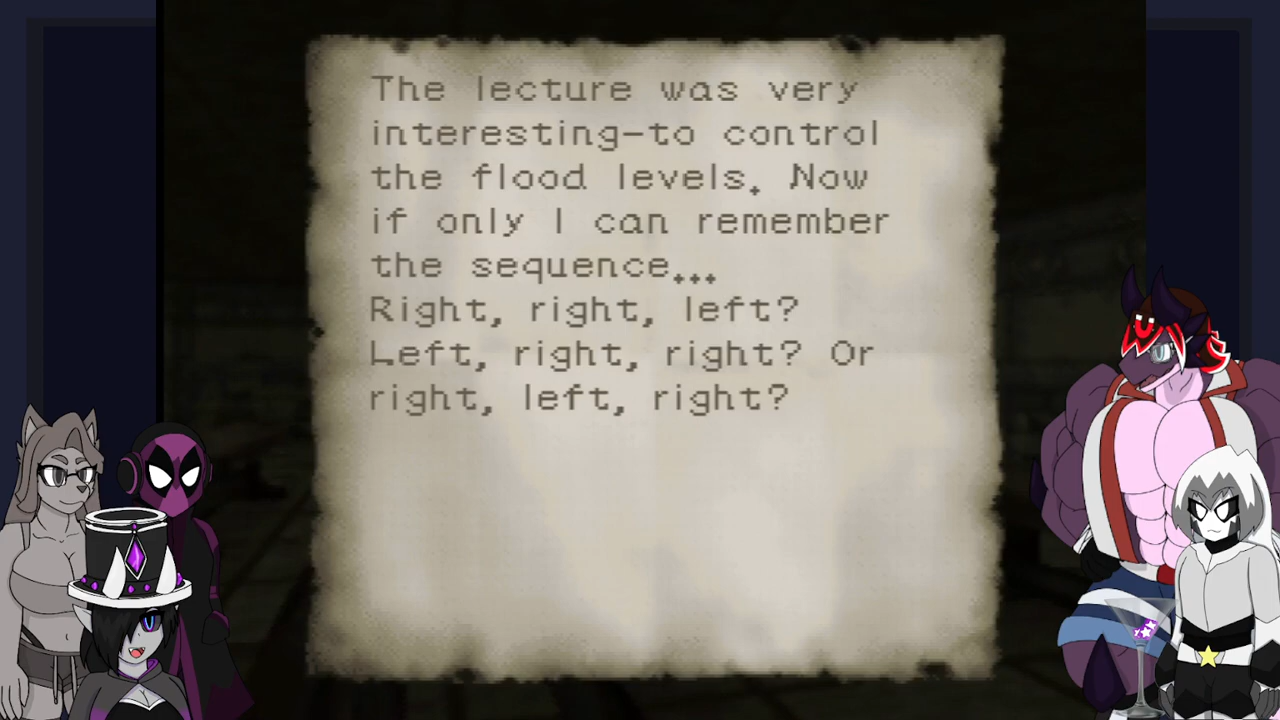 The lecture was very
interesting-to control
the flood levels. Now
if only I can remember
the sequence...
Right, right, left?
Left, right, right? Or
right, left, right?